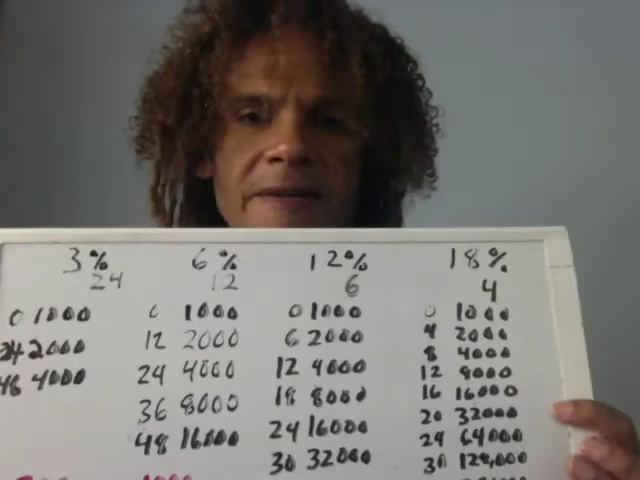 3% 6% 12% 18%
24 12 6 4
0 1000 0 1000 0 1000 0 1000
24 2000 12 2000 6 2000 4 2000
48 4000 24 4000 12 4000 8 4000
36 8000 18 8000 12 8000
48 16000 24 16000 16 16000
30 32000 20 32000
24 64000
30 128,000